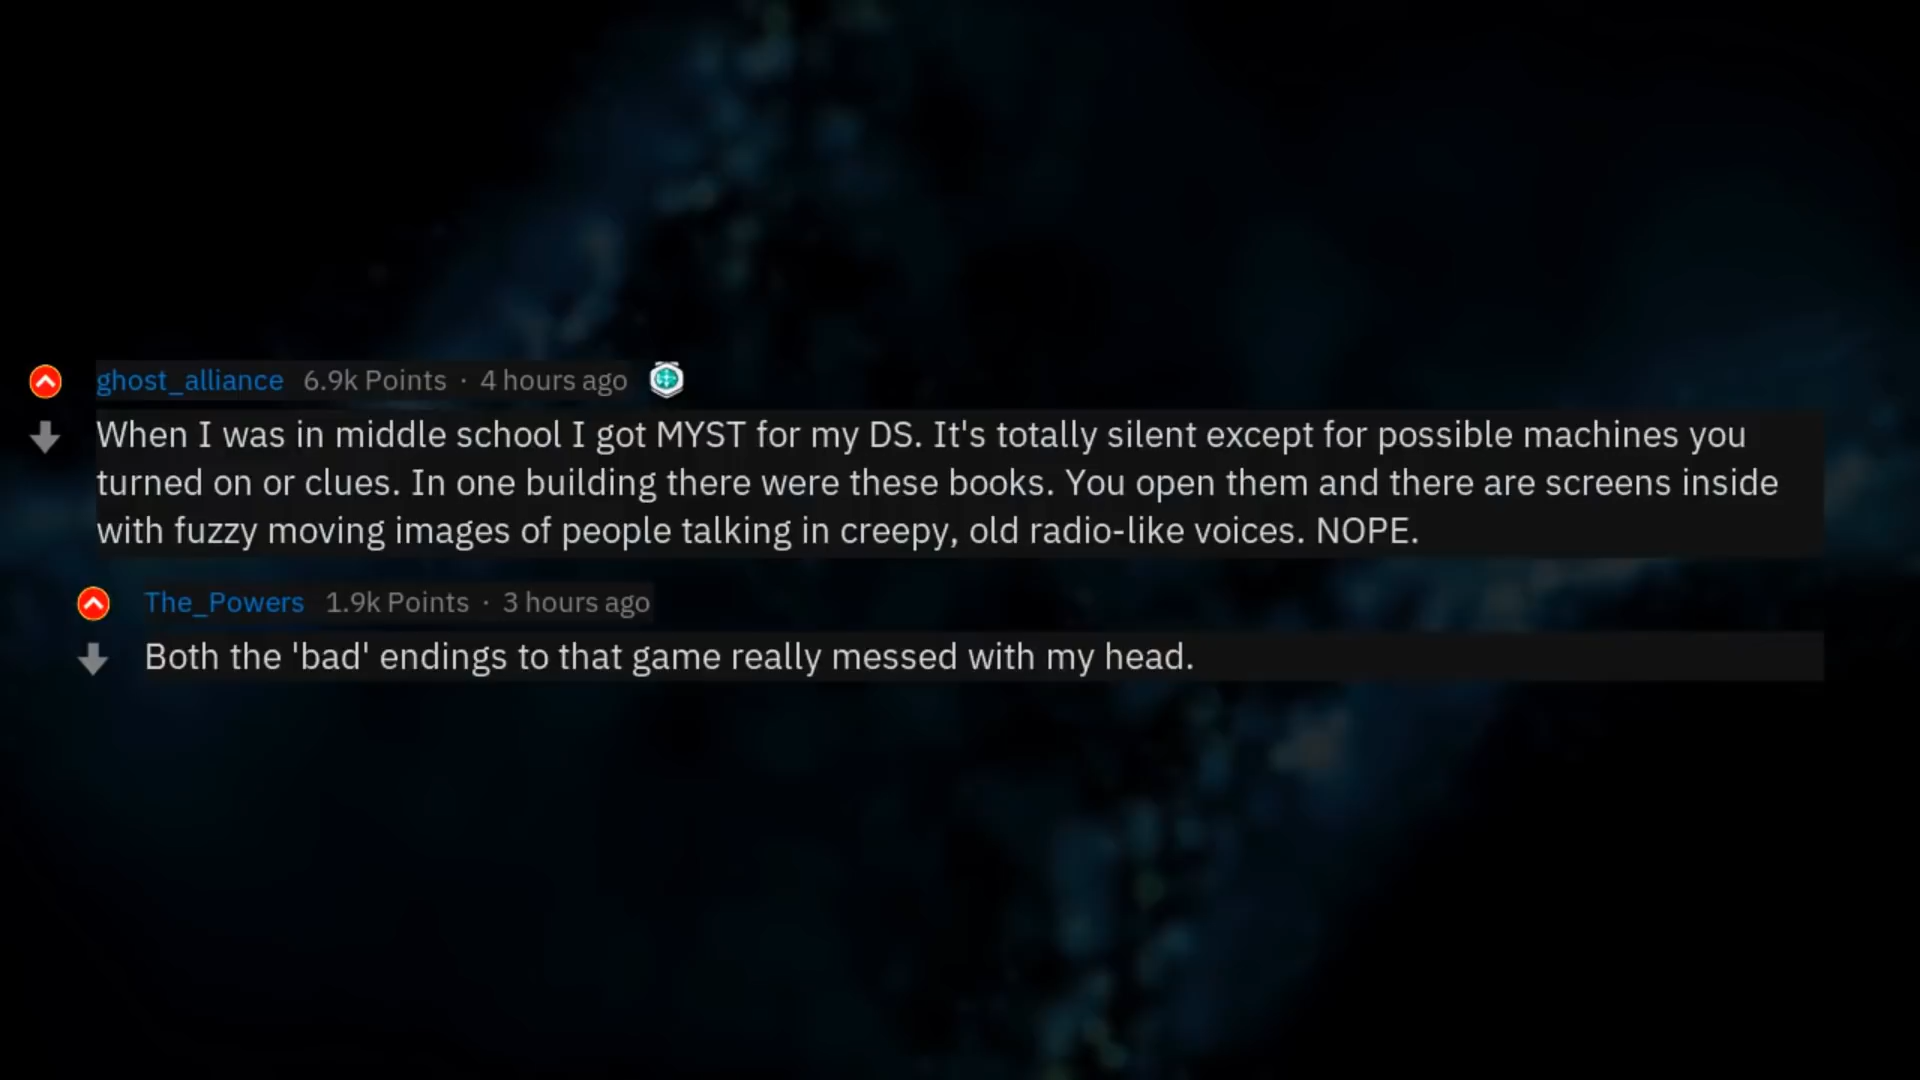 ghost_alliance 6.9k Points · 4 hours ago
When I was in middle school I got MYST for my DS. It's totally silent except for possible machines you
turned on or clues. In one building there were these books. You open them and there are screens inside
with fuzzy moving images of people talking in creepy, old radio-like voices. NOPE.
The_Powers 1.9k Points · 3 hours ago
Both the 'bad' endings to that game really messed with my head.